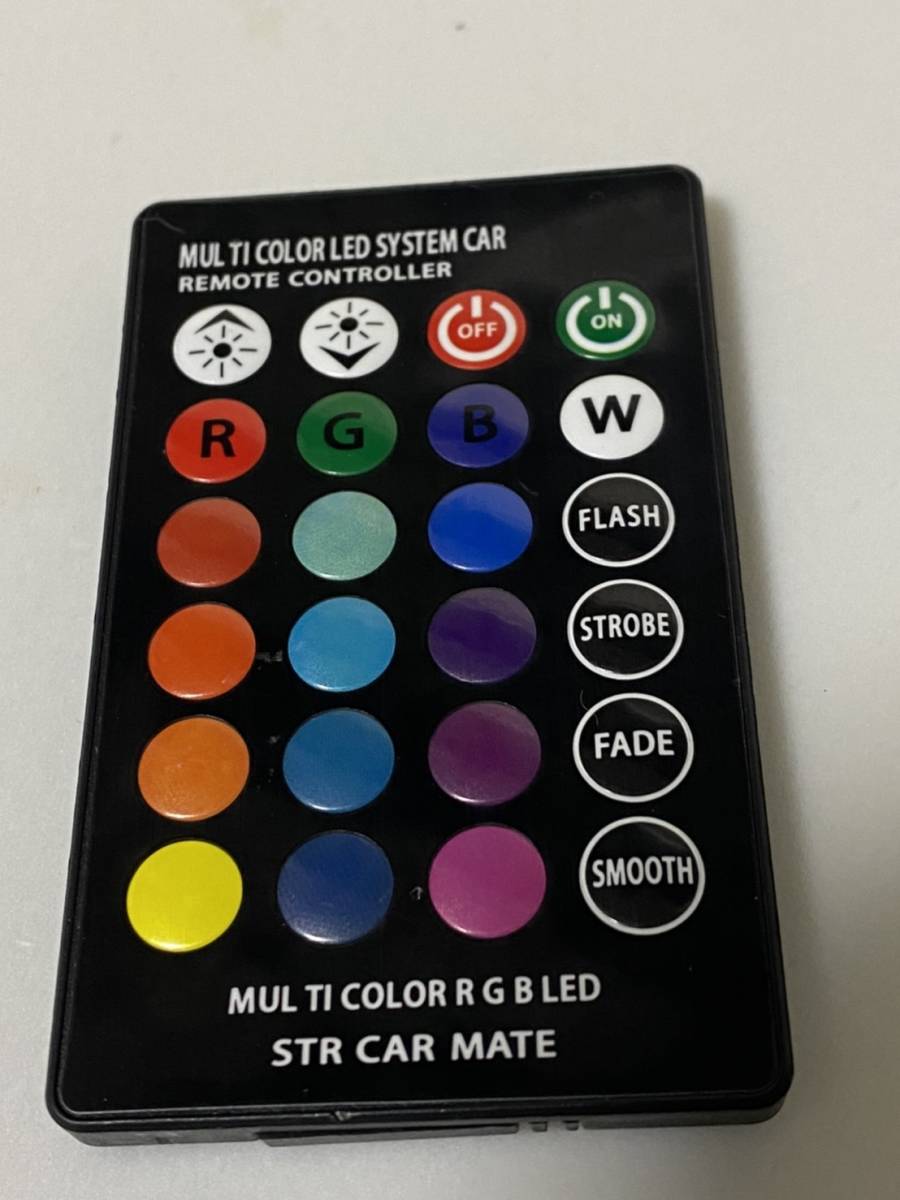 MUL TI COLOR LED SYSTEM CAR
REMOTE CONTROLLER
OFF ON
R G B W
FLASH
STROBE
FADE
SMOOTH
MUL TI COLOR R G B LED
STR CAR MATE